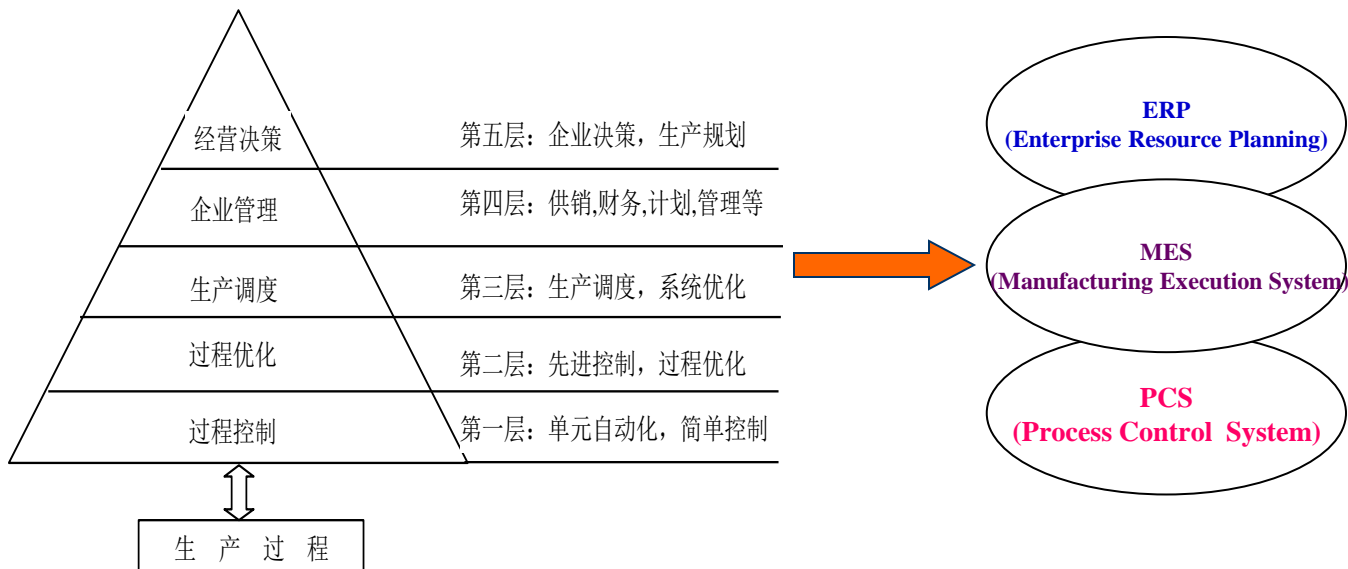 经营决策
第五层：企业决策，生产规划
企业管理
第四层：供销,财务,计划,管理等
生产调度
第三层：生产调度，系统优化
过程优化
第二层：先进控制，过程优化
过程控制
第一层：单元自动化，简单控制
生 产 过 程
ERP
(Enterprise Resource Planning)
MES
(Manufacturing Execution System)
PCS
(Process Control System)